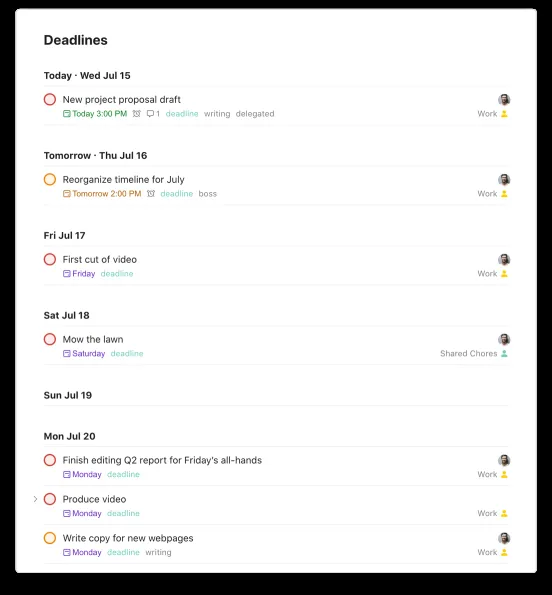 Deadlines
Today · Wed Jul 15
New project proposal draft
Today 3:00 PM 1 deadline writing delegated Work
Tomorrow · Thu Jul 16
Reorganize timeline for July
Tomorrow 2:00 PM deadline boss Work
Fri Jul 17
First cut of video
Friday deadline Work
Sat Jul 18
Mow the lawn
Saturday deadline Shared Chores
Sun Jul 19
Mon Jul 20
Finish editing Q2 report for Friday's all-hands
Monday deadline Work
Produce video
Monday deadline Work
Write copy for new webpages
Monday deadline writing Work